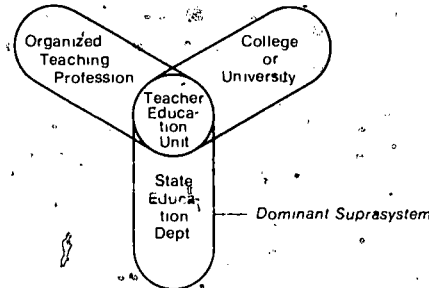 Organized
Teaching
Profession
College
or
University
Teacher
Educa-
tion
Unit
State
Educa-
tion
Dept
Dominant Suprasystem